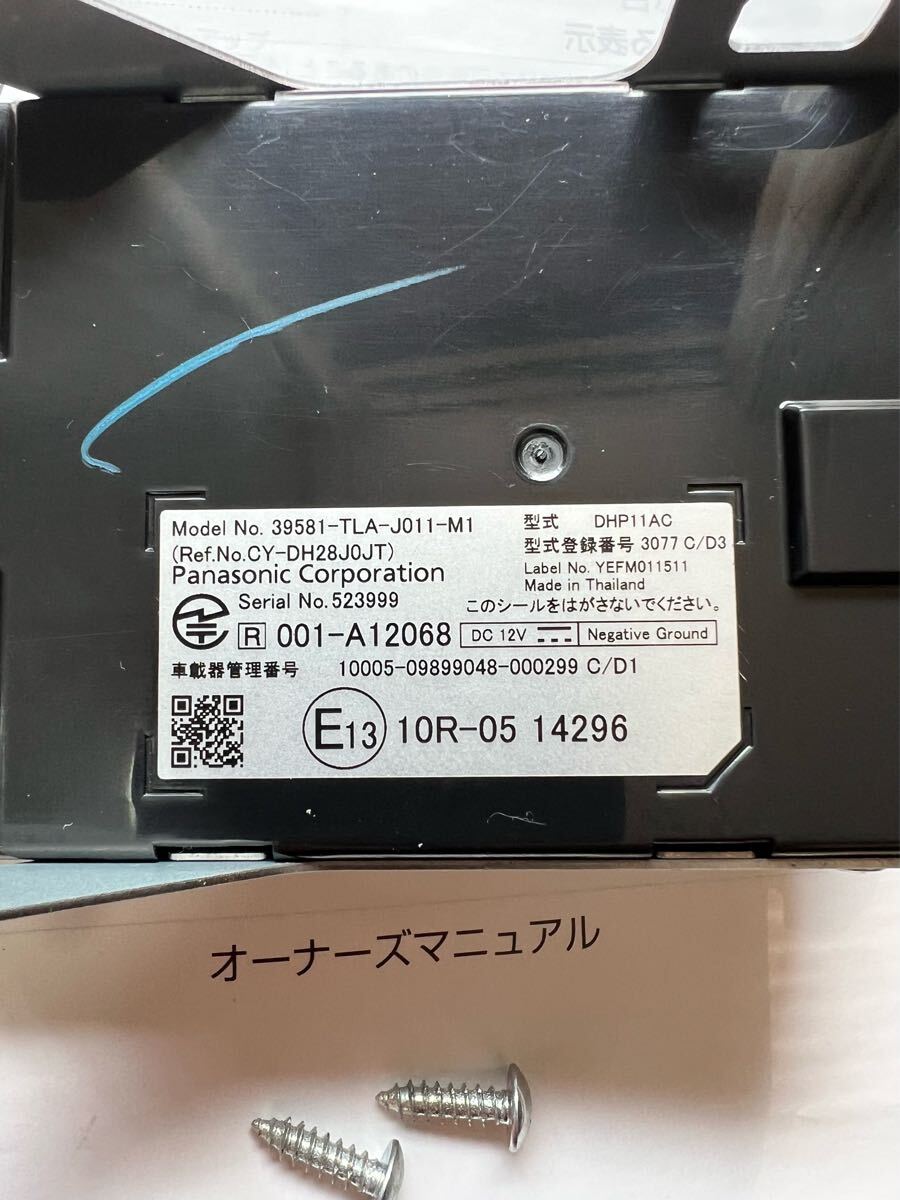 る表示
Model No. 39581-TLA-J011-M1
(Ref.No.CY-DH28J0JT)
Panasonic Corporation
Serial No. 523999
R 001-A12068
型式 DHP11AC
型式登録番号 3077 C/D3
Label No. YEFM011511
Made in Thailand
このシールをはがさないでください。
DC 12V Negative Ground
車載器管理番号 10005-09899048-000299 C/D1
E13 10R-05 14296
オーナーズマニュアル